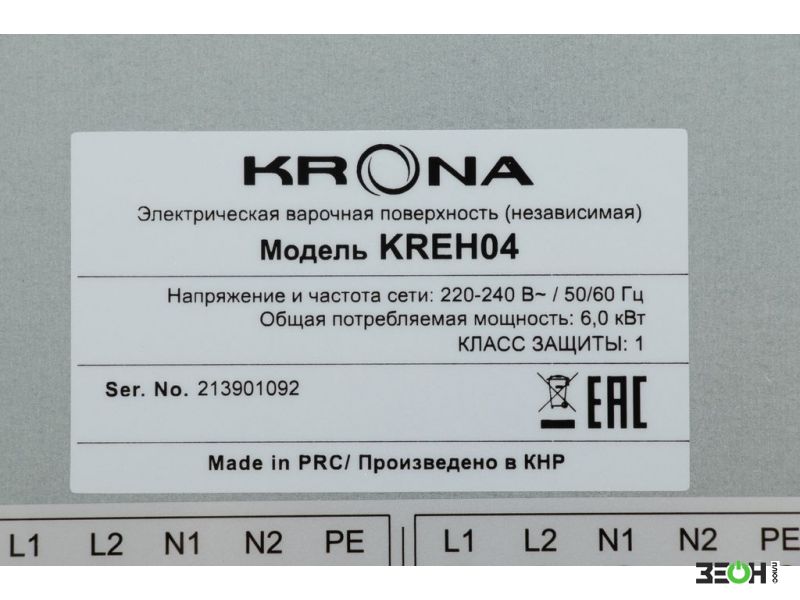 KRONA
Электрическая варочная поверхность (независимая)
Модель KREH04
Напряжение и частота сети: 220-240 В~ / 50/60 Гц
Общая потребляемая мощность: 6,0 кВт
КЛАСС ЗАЩИТЫ: 1
Ser. No. 213901092
EAC
Made in PRC/ Произведено в КНР
L1 L2 N1 N2 PE
L1 L2 N1 N2 PE
ЗЕОН ПЛЮС